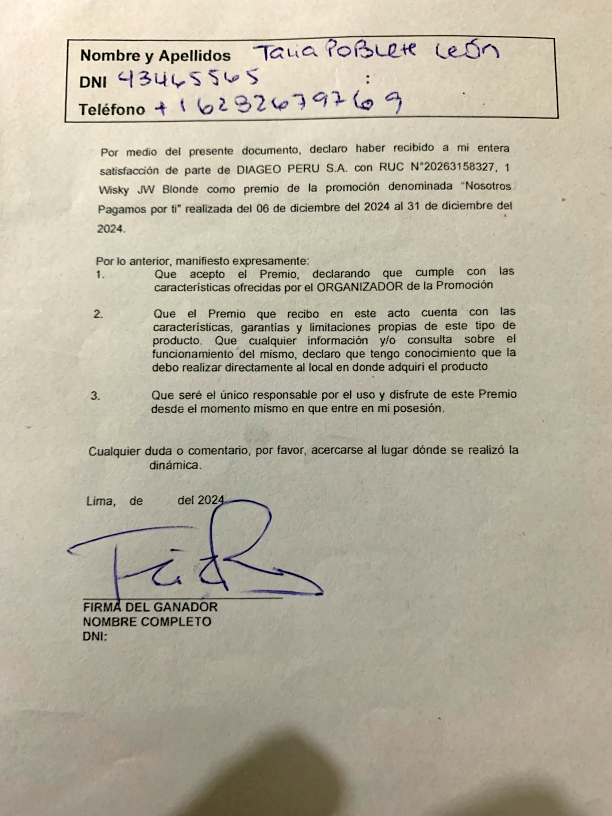 Nombre y Apellidos Talia Poblete León
DNI 43465565 :
Teléfono +16232679769
Por medio del presente documento, declaro haber recibido a mi entera
satisfacción de parte de DIAGEO PERU S.A. con RUC N°20263158327, 1
Wisky JW Blonde como premio de la promoción denominada “Nosotros
Pagamos por ti” realizada del 06 de diciembre del 2024 al 31 de diciembre del
2024.
Por lo anterior, manifiesto expresamente:
1. Que acepto el Premio, declarando que cumple con las
características ofrecidas por el ORGANIZADOR de la Promoción
2. Que el Premio que recibo en este acto cuenta con las
características, garantías y limitaciones propias de este tipo de
producto. Que cualquier información y/o consulta sobre el
funcionamiento del mismo, declaro que tengo conocimiento que la
debo realizar directamente al local en donde adquirí el producto
3. Que seré el único responsable por el uso y disfrute de este Premio
desde el momento mismo en que entre en mi posesión.
Cualquier duda o comentario, por favor, acercarse al lugar dónde se realizó la
dinámica.
Lima, de del 2024
FIRMA DEL GANADOR
NOMBRE COMPLETO
DNI: